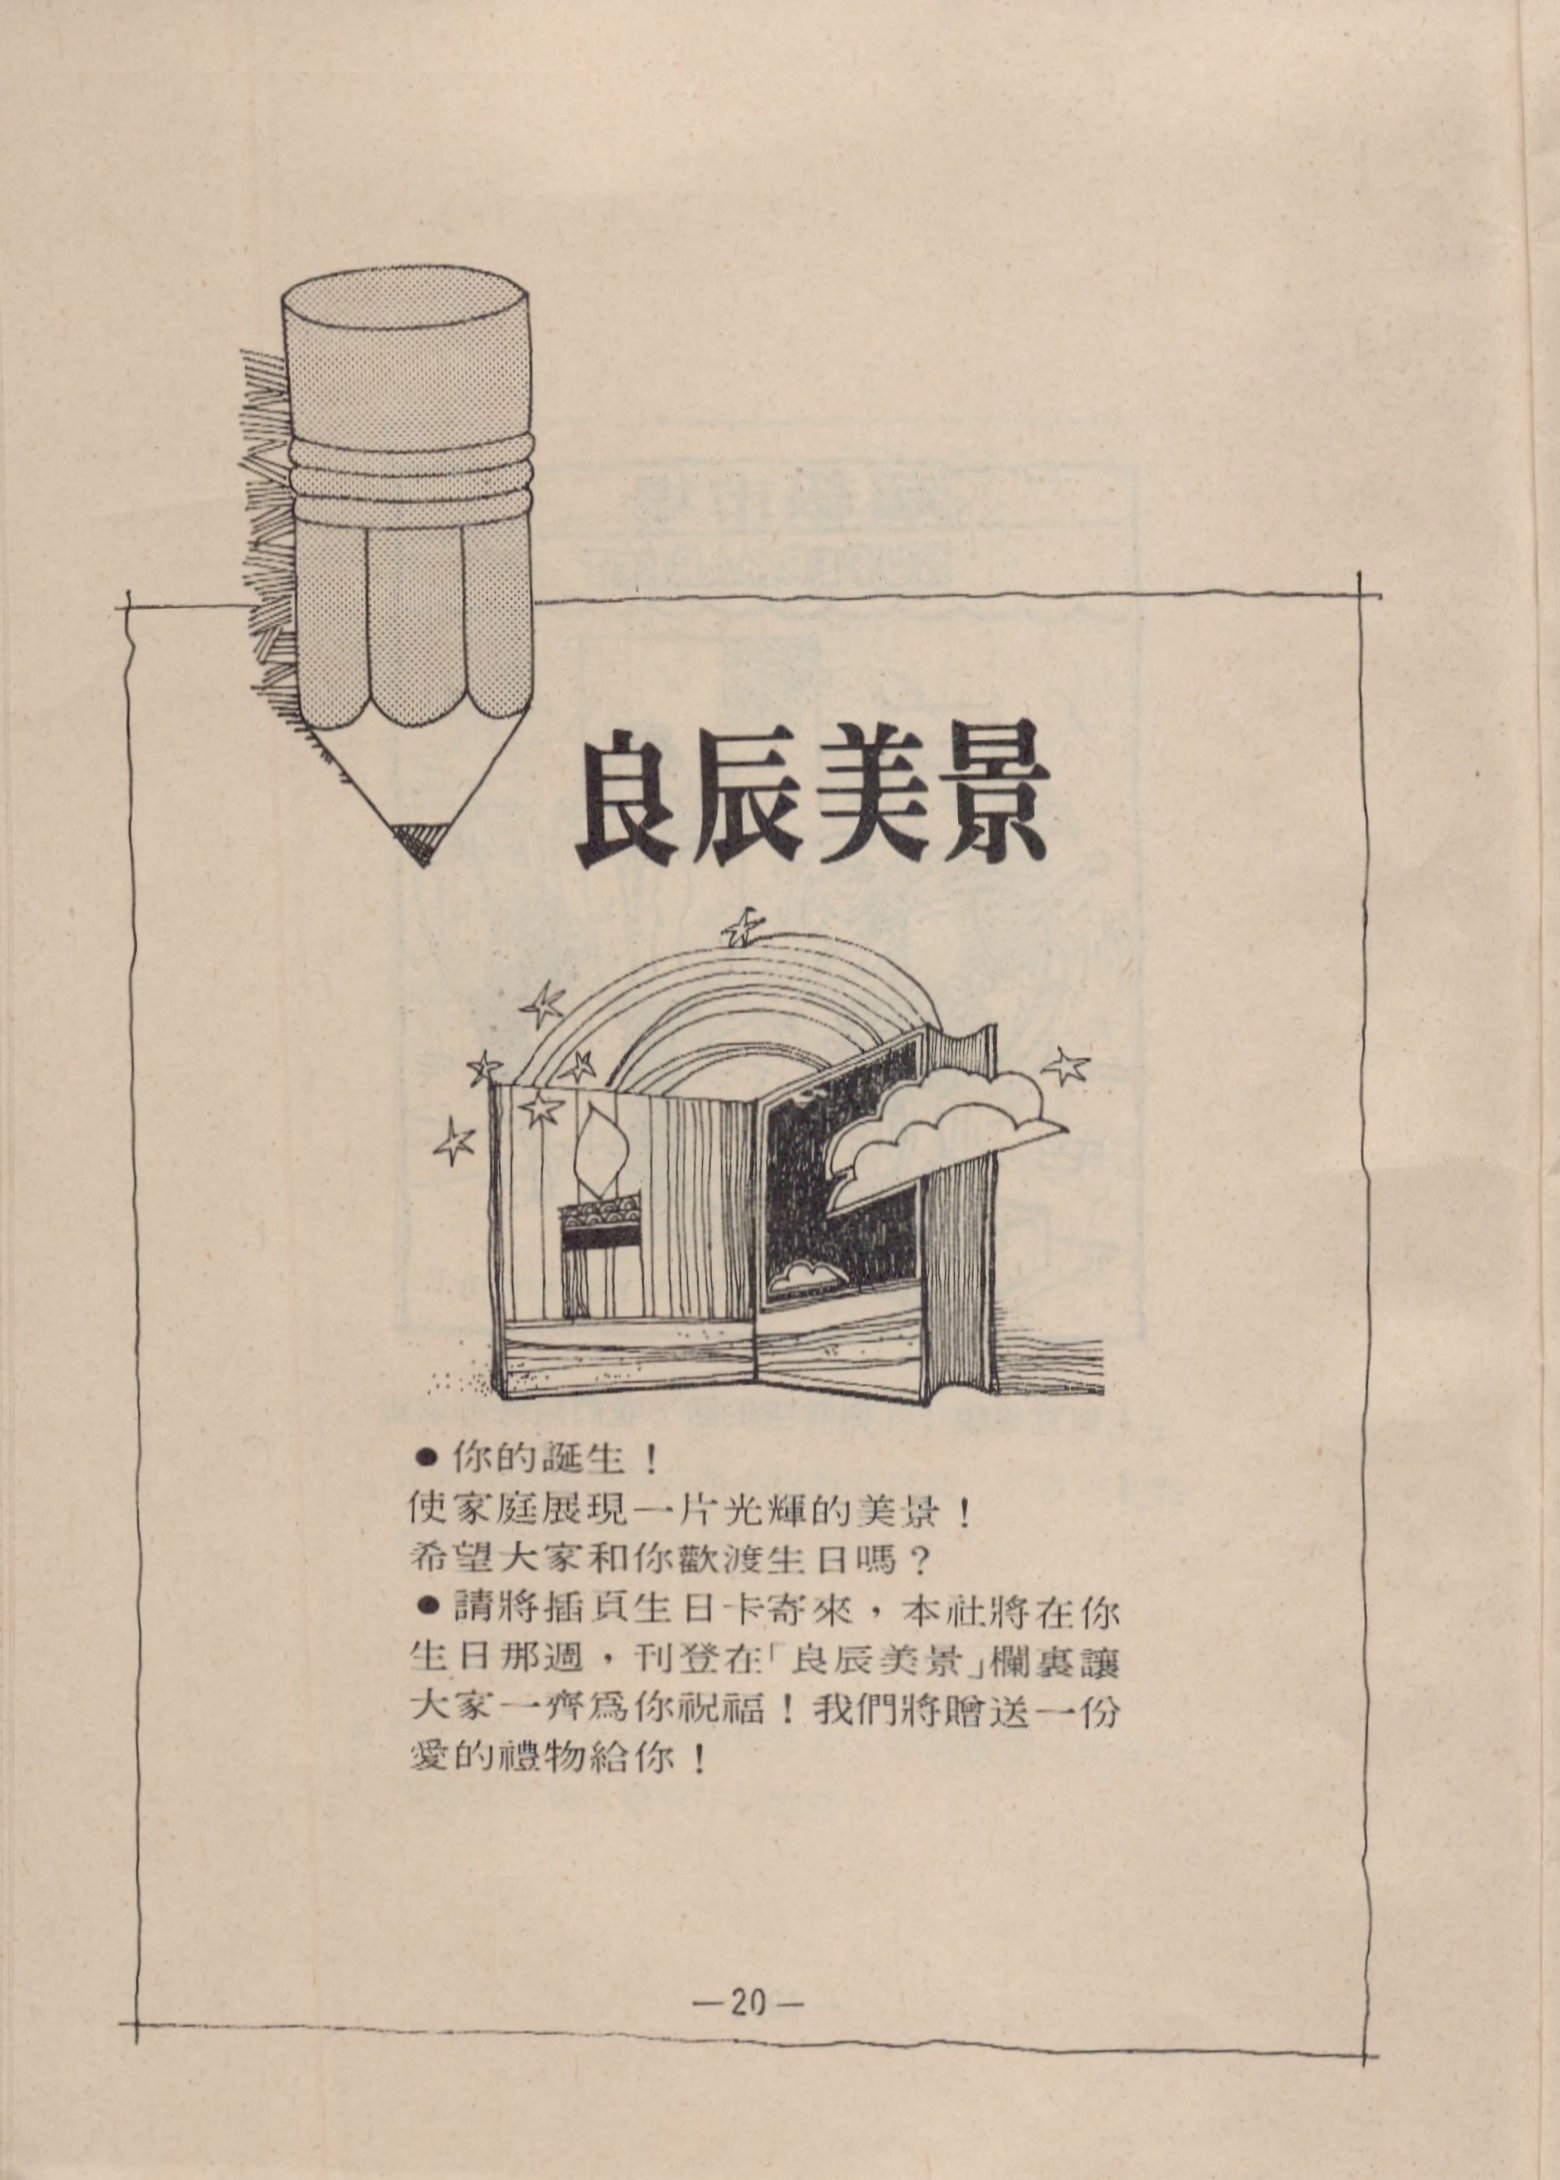 良辰美景
●你的誕生！
使家庭展現一片光輝的美景！
希望大家和你歡渡生日嗎？
●請將插頁生日卡寄來，本社將在你
生日那週，刊登在「良辰美景」欄裏讓
大家一齊爲你祝福！我們將贈送一份
愛的禮物給你！
—20—